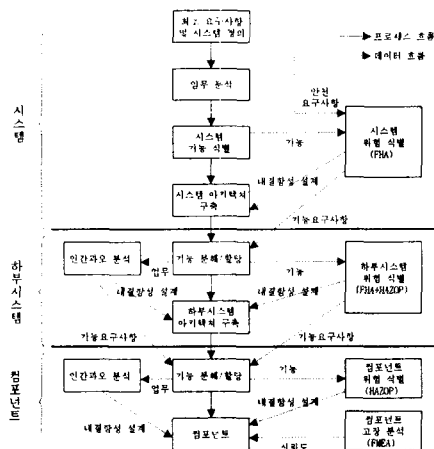 최초 요구사항
및 시스템 정의
프로세스 흐름
데이터 흐름
임무 분석
안전
요구사항
시스템
시스템
기능 식별
기능
시스템
위험 식별
(FHA)
내결함성 설계
시스템 아키텍쳐
구축
기능요구사항
하부시스템
인간과오 분석
업무
기능 분해/할당
기능
하부시스템
위험 식별
(FHA+HAZOP)
내결함성 설계
내결함성 설계
하부시스템
아키텍쳐 구축
기능요구사항
기능요구사항
컴포넌트
인간과오 분석
업무
기능 분해/할당
기능
컴포넌트
위험 식별
(HAZOP)
내결함성 설계
내결함성 설계
컴포넌트
컴포넌트
고장 분석
(FMEA)
신뢰도